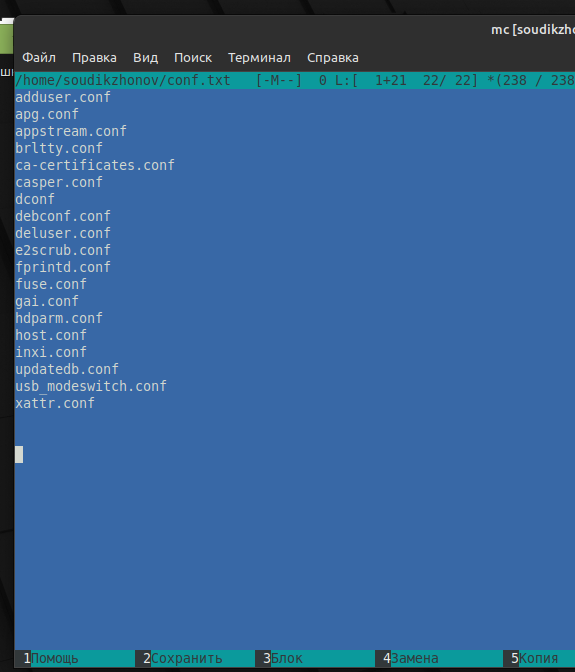 mc [soudikzho
Файл Правка Вид Поиск Терминал Справка
/home/soudikzhonov/conf.txt [-M--] 0 L:[ 1+21 22/ 22] *(238 / 238
adduser.conf
apg.conf
appstream.conf
brltty.conf
ca-certificates.conf
casper.conf
dconf
debconf.conf
deluser.conf
e2scrub.conf
fprintd.conf
fuse.conf
gai.conf
hdparm.conf
host.conf
inxi.conf
updatedb.conf
usb_modeswitch.conf
xattr.conf
1Помощь 2Сохранить 3Блок 4Замена 5Копия